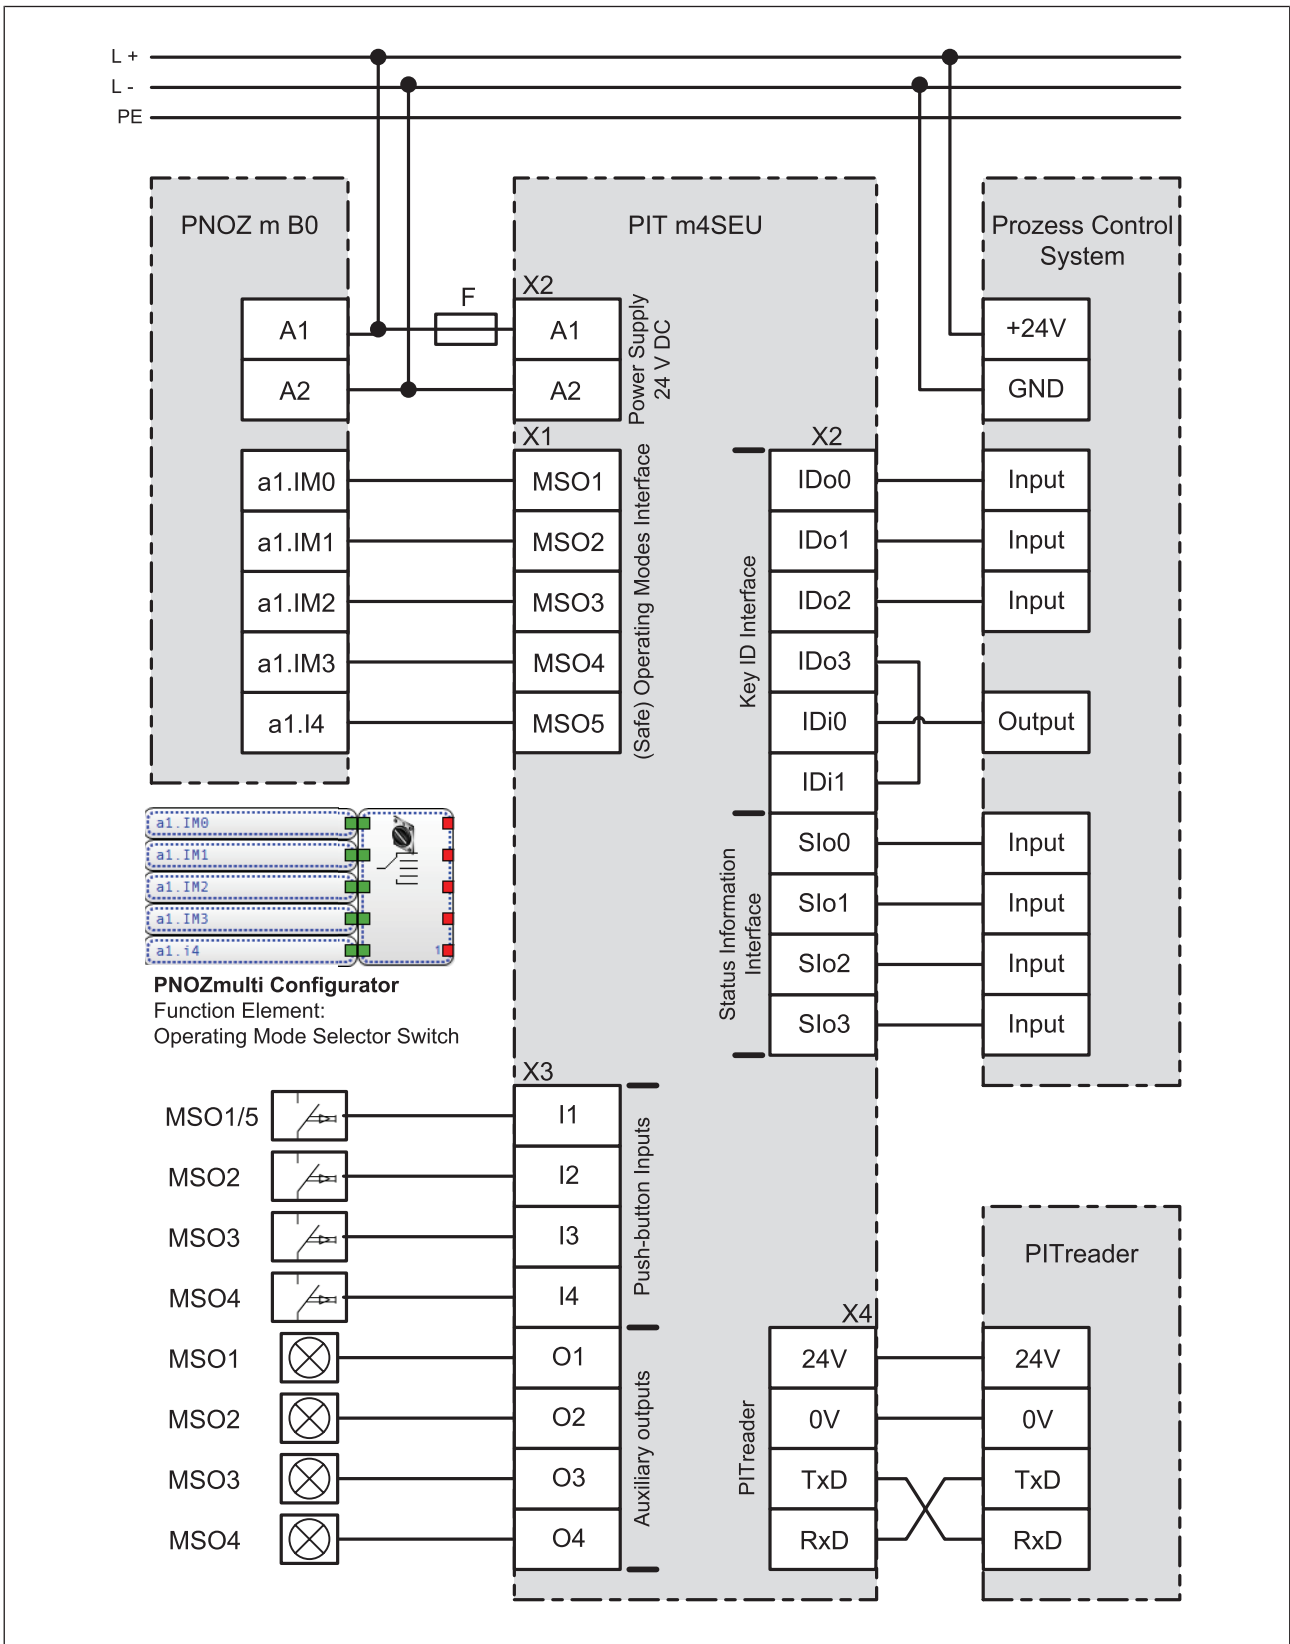 L +
L -
PE
PNOZ m B0
PIT m4SEU
Prozess Control
System
A1
A2
F
X2
A1
A2
Power Supply
24 V DC
+24V
GND
a1.IM0
a1.IM1
a1.IM2
a1.IM3
a1.I4
X1
MSO1
MSO2
MSO3
MSO4
MSO5
(Safe) Operating Modes Interface
X2
Key ID Interface
IDo0
IDo1
IDo2
IDo3
IDi0
IDi1
Input
Input
Input
Output
Status Information
Interface
SIo0
SIo1
SIo2
SIo3
Input
Input
Input
Input
a1.IM0
a1.IM1
a1.IM2
a1.IM3
a1.i4
1
PNOZmulti Configurator
Function Element:
Operating Mode Selector Switch
X3
MSO1/5
I1
MSO2
I2
MSO3
I3
MSO4
I4
Push-button Inputs
MSO1
O1
MSO2
O2
MSO3
O3
MSO4
O4
Auxiliary outputs
X4
PITreader
24V
0V
TxD
RxD
PITreader
24V
0V
TxD
RxD